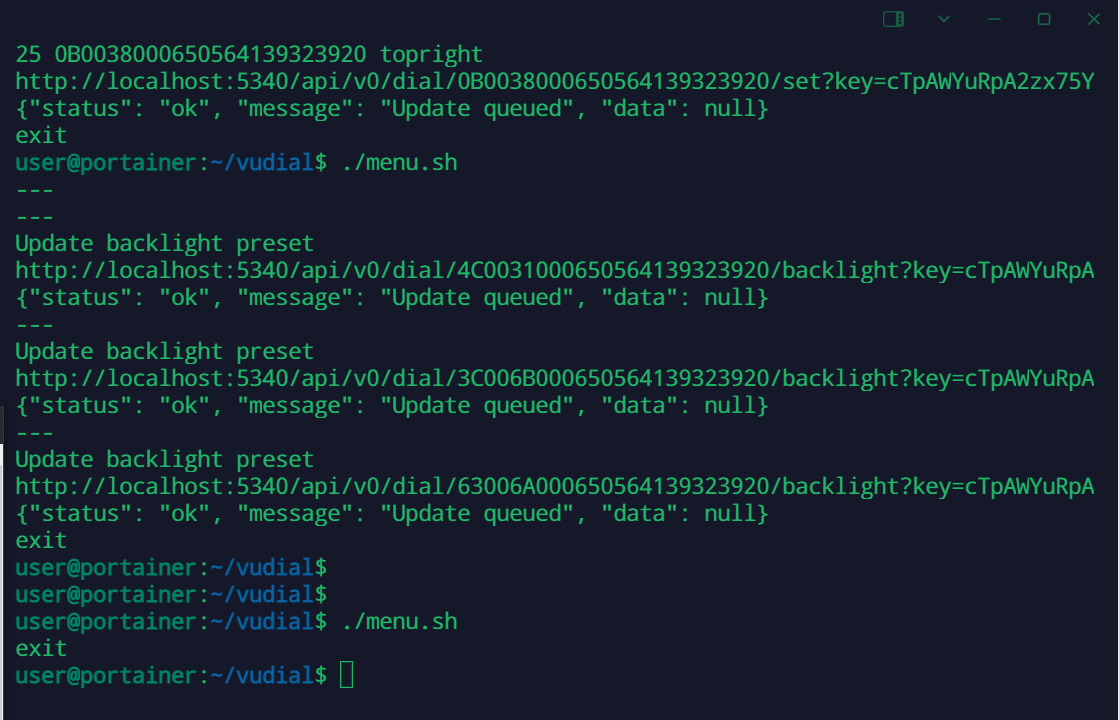 25 0B0038000650564139323920 topright
http://localhost:5340/api/v0/dial/0B0038000650564139323920/set?key=cTpAWYuRpA2zx75Y
{"status": "ok", "message": "Update queued", "data": null}
exit
user@portainer:~/vudial$ ./menu.sh
---
---
Update backlight preset
http://localhost:5340/api/v0/dial/4C0031000650564139323920/backlight?key=cTpAWYuRpA
{"status": "ok", "message": "Update queued", "data": null}
---
Update backlight preset
http://localhost:5340/api/v0/dial/3C006B000650564139323920/backlight?key=cTpAWYuRpA
{"status": "ok", "message": "Update queued", "data": null}
---
Update backlight preset
http://localhost:5340/api/v0/dial/63006A000650564139323920/backlight?key=cTpAWYuRpA
{"status": "ok", "message": "Update queued", "data": null}
exit
user@portainer:~/vudial$
user@portainer:~/vudial$
user@portainer:~/vudial$ ./menu.sh
exit
user@portainer:~/vudial$